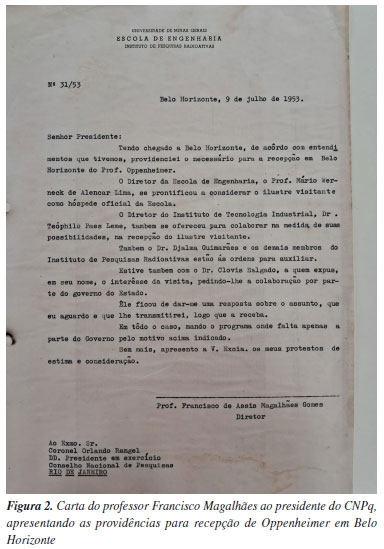 UNIVERSIDADE DE MINAS GERAIS
ESCOLA DE ENGENHARIA
INSTITUTO DE PESQUISAS RADIOATIVAS
Nº 31/53
Belo Horizonte, 9 de julho de 1953.
Senhor Presidente:
Tendo chegado a Belo Horizonte, de acôrdo com entendi
mentos que tivemos, providenciei o necessário para a recepção em Belo
Horizonte do Prof. Oppenheimer.
O Diretor da Escola de Engenharia, o Prof. Mário Wer-
neck de Alencar Lima, se prontificou a considerar o ilustre visitante
como hóspede oficial da Escola.
O Diretor do Instituto de Tecnologia Industrial, Dr .
Teóphilo Paes Leme, tambem se ofereceu para colaborar na medida de suas
possibilidades, na recepção do ilustre visitante.
Tambem o Dr. Djalma Guimarães e os demais membros do
Instituto de Pesquisas Radioativas estão às ordens para auxiliar.
Estive tambem com o Dr. Clovis Salgado, a quem expus,
em seu nome, o interêsse da visita, pedindo-lhe a colaboração por par-
te do governo do Estado.
Êle ficou de dar-me uma resposta sobre o assunto, que
eu aguardo e que lhe transmitirei, logo que a receba.
Em tôdo o caso, mando o programa onde falta apenas a
parte do Governo pelo motivo acima indicado.
Sem mais, apresento a V. Excia. os meus protestos de
estima e consideração.
Prof. Francisco de Assis Magalhães Gomes
Diretor
Ao Exmo. Sr.
Coronel Orlando Rangel
DD. Presidente em exercício
Conselho Nacional de Pesquisas
RIO DE JANEIRO
Figura 2. Carta do professor Francisco Magalhães ao presidente do CNPq,
apresentando as providências para recepção de Oppenheimer em Belo
Horizonte